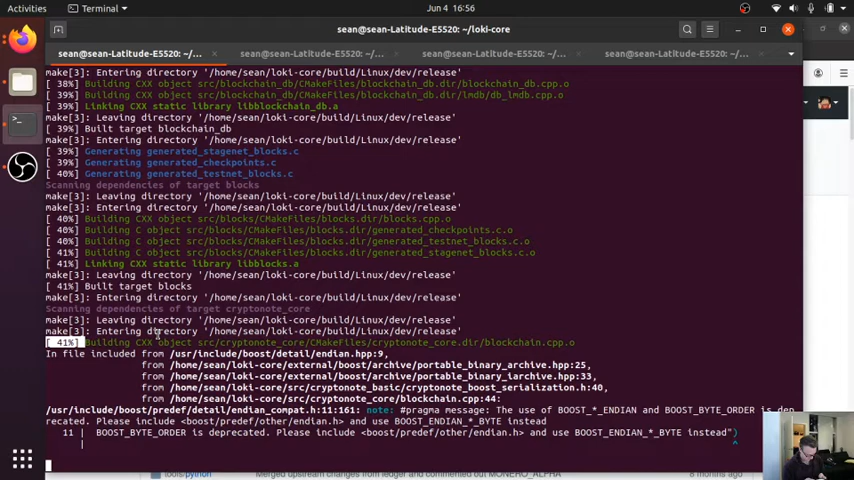 Activities
Terminal
Jun 4 16:56
sean@sean-Latitude-E5520: ~/loki-core
sean@sean-Latitude-E5520: ~/...
sean@sean-Latitude-E5520: ~/...
sean@sean-Latitude-E5520: ~/...
sean@sean-Latitude-E5520: ~/...
make[3]: Entering directory '/home/sean/loki-core/build/Linux/dev/release'
[ 38%] Building CXX object src/blockchain_db/CMakeFiles/blockchain_db.dir/blockchain_db.cpp.o
[ 39%] Building CXX object src/blockchain_db/CMakeFiles/blockchain_db.dir/lmdb/db_lmdb.cpp.o
[ 39%] Linking CXX static library libblockchain_db.a
make[3]: Leaving directory '/home/sean/loki-core/build/Linux/dev/release'
[ 39%] Built target blockchain_db
make[3]: Entering directory '/home/sean/loki-core/build/Linux/dev/release'
[ 39%] Generating generated_stagenet_blocks.c
[ 39%] Generating generated_checkpoints.c
[ 40%] Generating generated_testnet_blocks.c
Scanning dependencies of target blocks
make[3]: Leaving directory '/home/sean/loki-core/build/Linux/dev/release'
make[3]: Entering directory '/home/sean/loki-core/build/Linux/dev/release'
[ 40%] Building CXX object src/blocks/CMakeFiles/blocks.dir/blocks.cpp.o
[ 40%] Building C object src/blocks/CMakeFiles/blocks.dir/generated_checkpoints.c.o
[ 40%] Building C object src/blocks/CMakeFiles/blocks.dir/generated_testnet_blocks.c.o
[ 41%] Building C object src/blocks/CMakeFiles/blocks.dir/generated_stagenet_blocks.c.o
[ 41%] Linking CXX static library libblocks.a
make[3]: Leaving directory '/home/sean/loki-core/build/Linux/dev/release'
[ 41%] Built target blocks
make[3]: Entering directory '/home/sean/loki-core/build/Linux/dev/release'
Scanning dependencies of target cryptonote_core
make[3]: Leaving directory '/home/sean/loki-core/build/Linux/dev/release'
make[3]: Entering directory '/home/sean/loki-core/build/Linux/dev/release'
[ 41%] Building CXX object src/cryptonote_core/CMakeFiles/cryptonote_core.dir/blockchain.cpp.o
In file included from /usr/include/boost/detail/endian.hpp:9,
from /home/sean/loki-core/external/boost/archive/portable_binary_archive.hpp:25,
from /home/sean/loki-core/external/boost/archive/portable_binary_iarchive.hpp:33,
from /home/sean/loki-core/src/cryptonote_basic/cryptonote_boost_serialization.h:40,
from /home/sean/loki-core/src/cryptonote_core/blockchain.cpp:44:
/usr/include/boost/predef/detail/endian_compat.h:11:161: note: #pragma message: The use of BOOST_*_ENDIAN and BOOST_BYTE_ORDER is dep
recated. Please include <boost/predef/other/endian.h> and use BOOST_ENDIAN_*_BYTE instead
11 | BOOST_BYTE_ORDER is deprecated. Please include <boost/predef/other/endian.h> and use BOOST_ENDIAN_*_BYTE instead")
| ^
tools/python
Merged upstream changes from ledger and commented MONERO_ALPHA
8 months ago